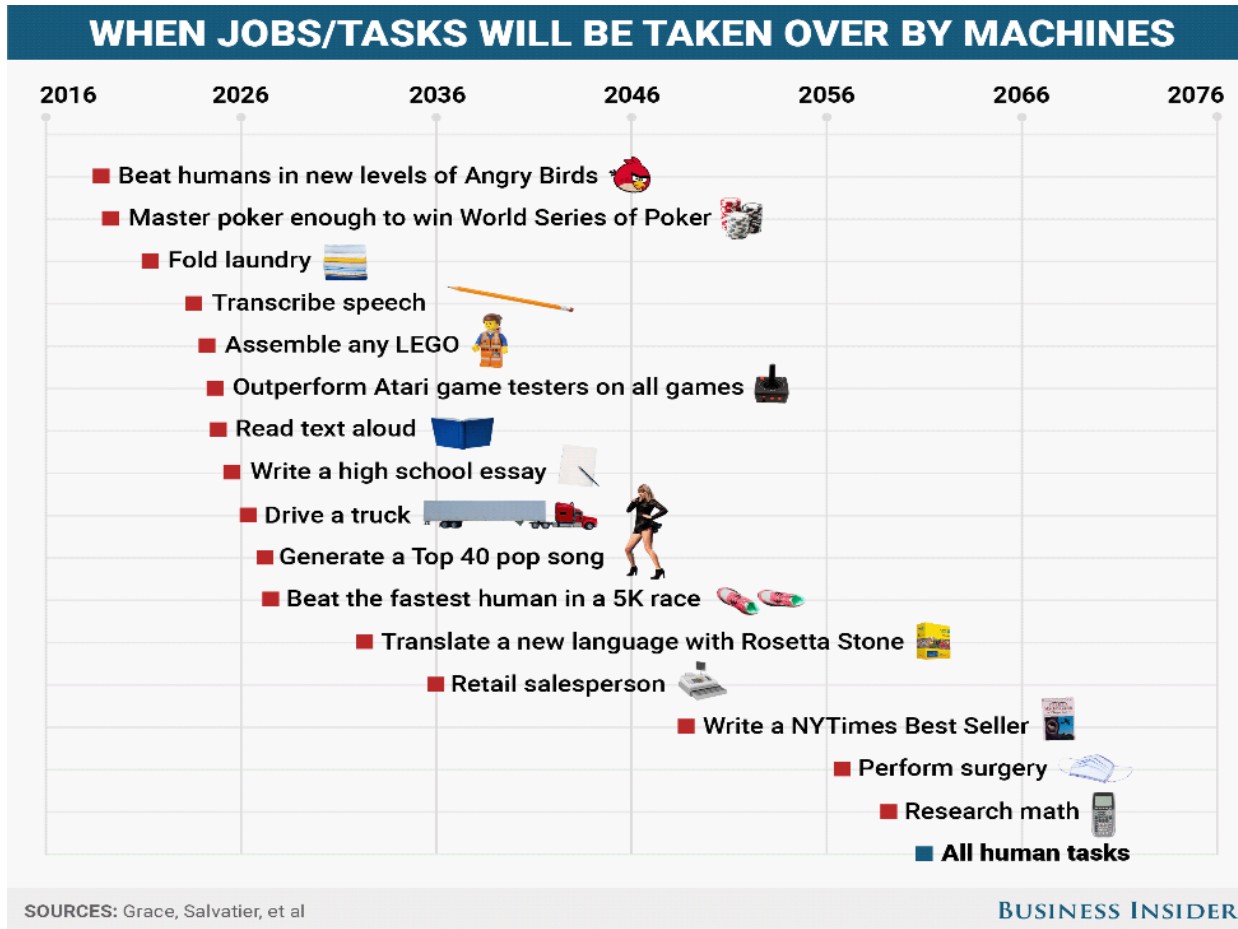 WHEN JOBS/TASKS WILL BE TAKEN OVER BY MACHINES
2016 2026 2036 2046 2056 2066 2076
Beat humans in new levels of Angry Birds
Master poker enough to win World Series of Poker
Fold laundry
Transcribe speech
Assemble any LEGO
Outperform Atari game testers on all games
Read text aloud
Write a high school essay
Drive a truck
Generate a Top 40 pop song
Beat the fastest human in a 5K race
Translate a new language with Rosetta Stone
Retail salesperson
Write a NYTimes Best Seller
Perform surgery
Research math
All human tasks
SOURCES: Grace, Salvatier, et al
BUSINESS INSIDER